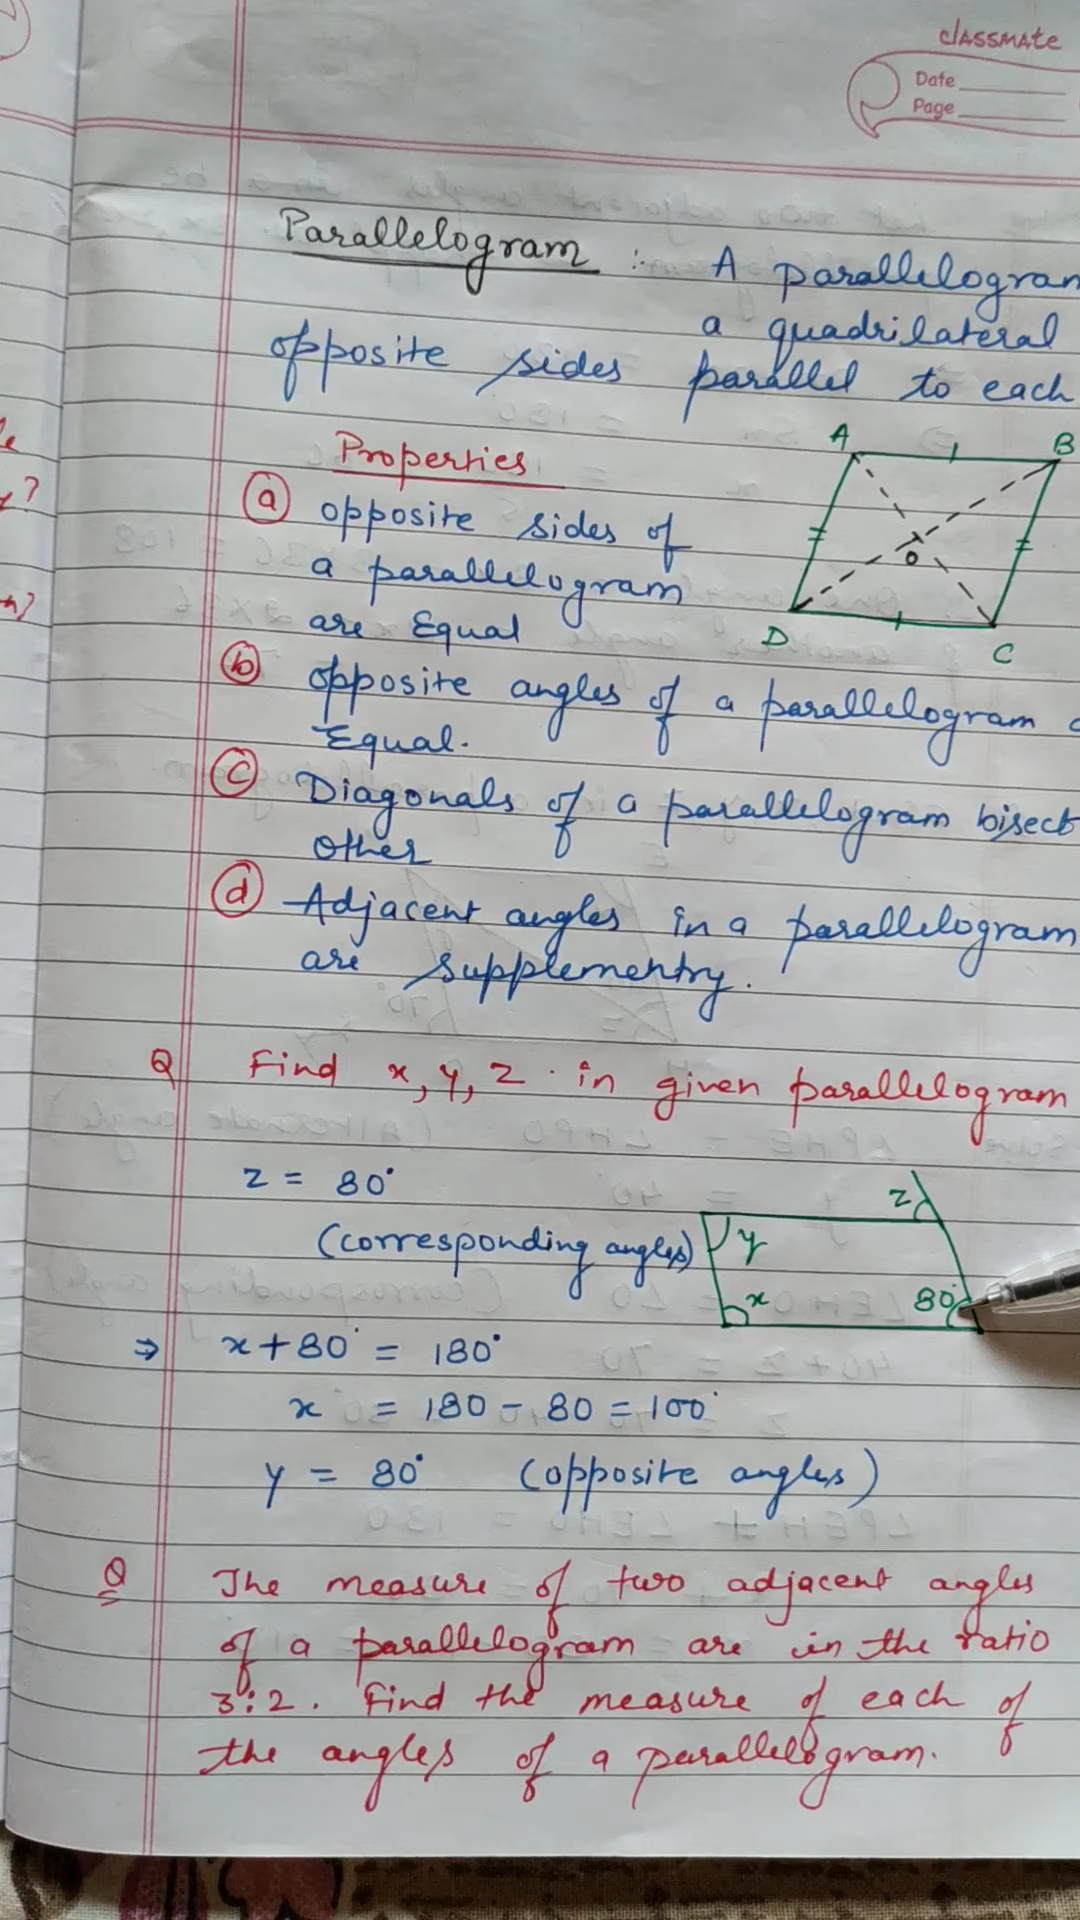 classmate
Date
Page
Parallelogram :- A parallelogram
a quadrilateral
opposite sides parallel to each
Properties
A B
(a) opposite sides of
a parallelogram
O
are Equal
D C
(b) opposite angles of a parallelogram
Equal.
(c) Diagonals of a parallelogram bisect
other
(d) Adjacent angles in a parallelogram
are supplementry.
Q Find x, y, z . in given parallelogram
z = 80°
z
(corresponding angles)
y
x 80°
⇒ x + 80° = 180°
x = 180 - 80 = 100°
y = 80° (opposite angles)
Q The measure of two adjacent angles
of a parallelogram are in the ratio
3:2. Find the measure of each of
the angles of a parallelogram.